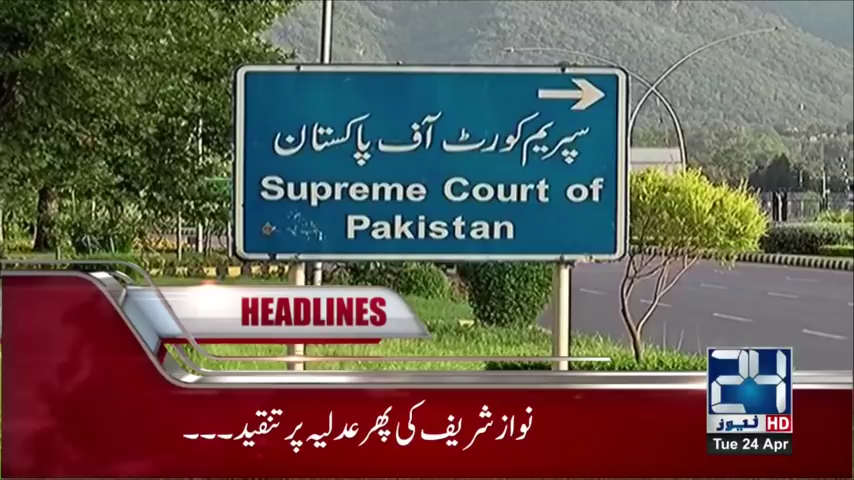 سپریم کورٹ آف پاکستان
Supreme Court of
Pakistan
HEADLINES
نواز شریف کی پھر عدلیہ پر تنقید ۔۔۔
24
نیوز HD
Tue 24 Apr